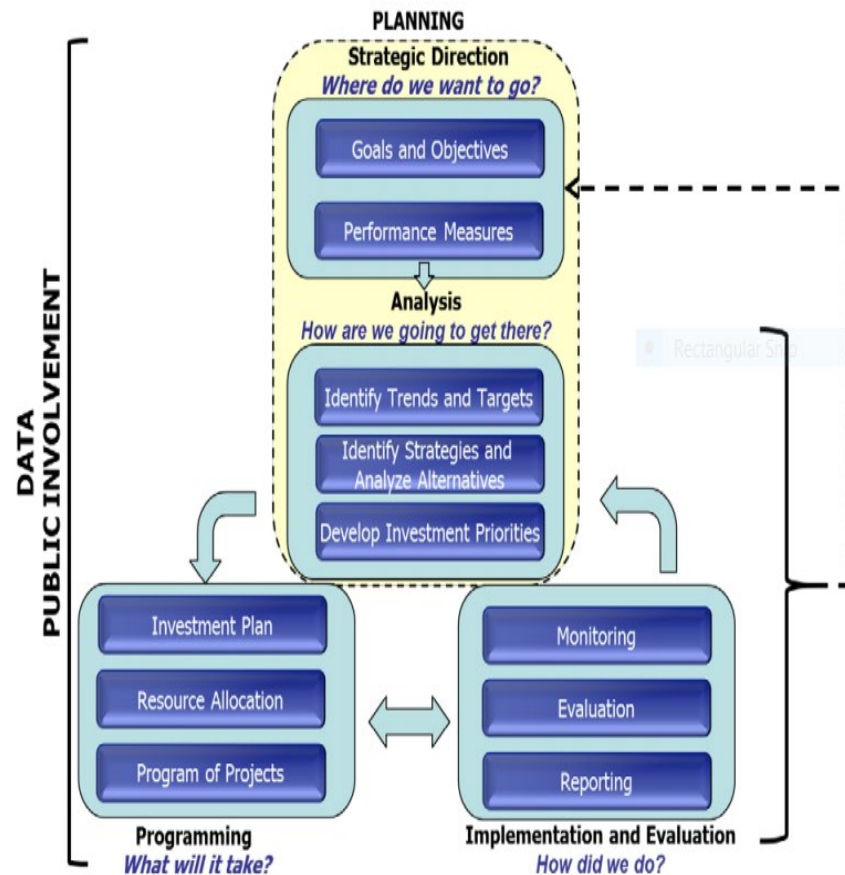 PLANNING
Strategic Direction
Where do we want to go?
Goals and Objectives
Performance Measures
Analysis
How are we going to get there?
Identify Trends and Targets
Identify Strategies and
Analyze Alternatives
Develop Investment Priorities
DATA
PUBLIC INVOLVEMENT
Rectangular Snip
Investment Plan
Resource Allocation
Program of Projects
Programming
What will it take?
Monitoring
Evaluation
Reporting
Implementation and Evaluation
How did we do?